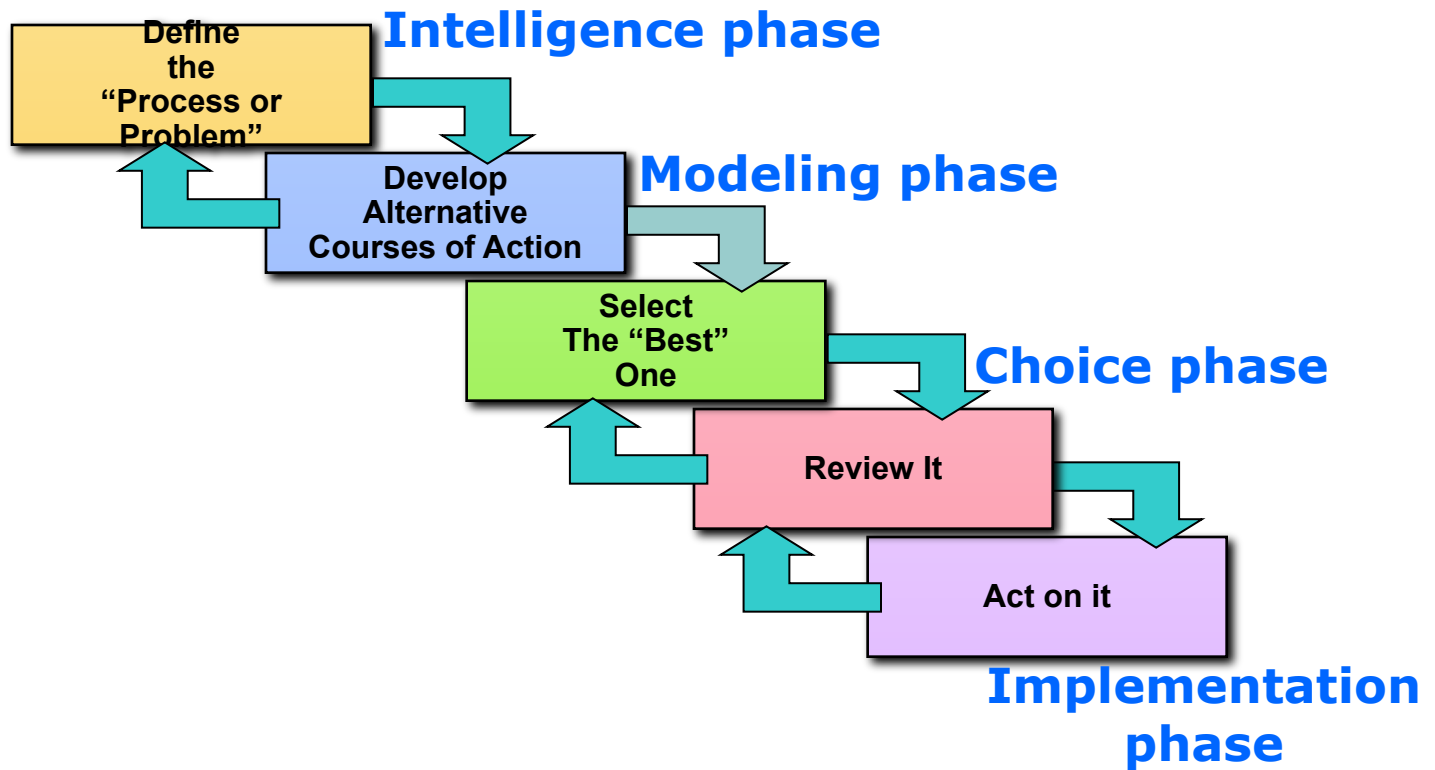 Define
the
“Process or
Problem”
Intelligence phase
Develop
Alternative
Courses of Action
Modeling phase
Select
The “Best”
One
Choice phase
Review It
Act on it
Implementation
phase